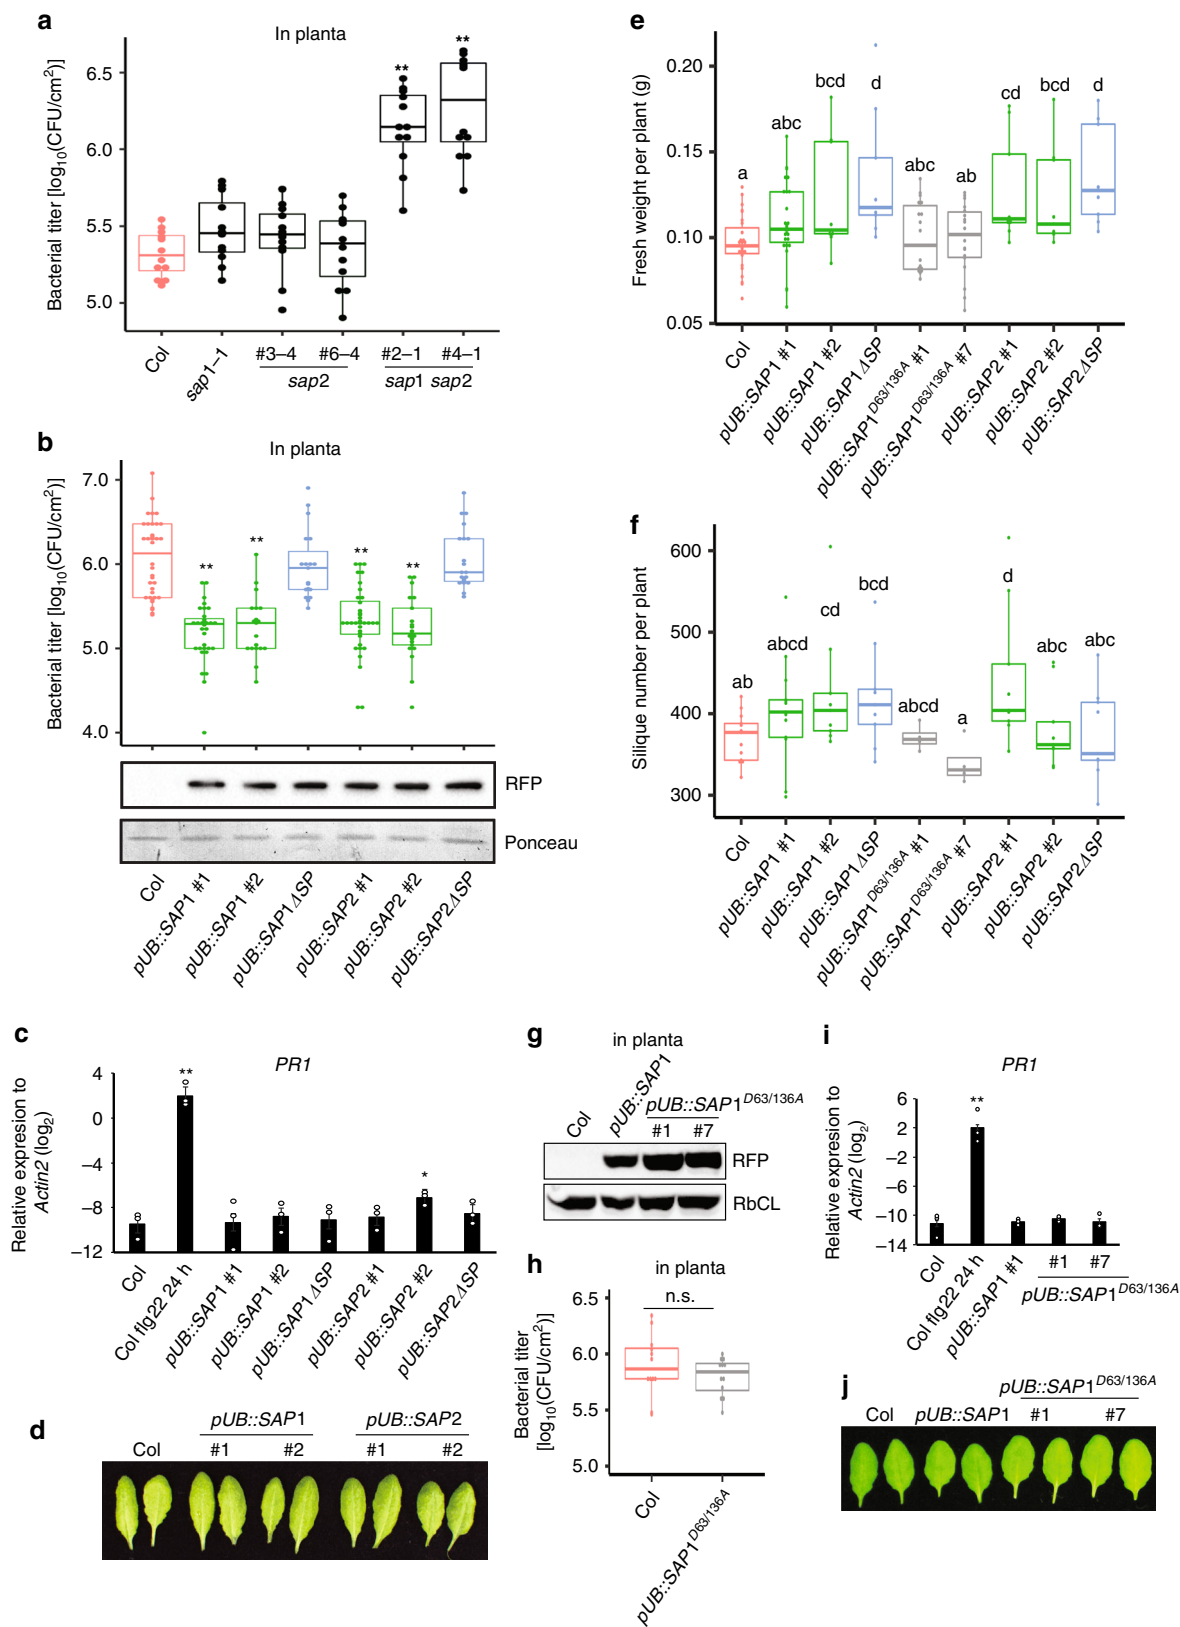 a
In planta
Bacterial titer [log10(CFU/cm2)]
6.5
6.0
5.5
5.0
** **
Col
sap1–1
#3–4 #6–4
sap2
#2–1 #4–1
sap1 sap2
b
In planta
Bacterial titer [log10(CFU/cm2)]
7.0
6.0
5.0
4.0
** ** ** **
RFP
Ponceau
Col
pUB::SAP1 #1
pUB::SAP1 #2
pUB::SAP1ΔSP
pUB::SAP2 #1
pUB::SAP2 #2
pUB::SAP2ΔSP
c
PR1
Relative expresion to
Actin2 (log2)
4
0
–4
–8
–12
** *
Col
Col flg22 24 h
pUB::SAP1 #1
pUB::SAP1 #2
pUB::SAP1ΔSP
pUB::SAP2 #1
pUB::SAP2 #2
pUB::SAP2ΔSP
d
Col
pUB::SAP1
#1 #2
pUB::SAP2
#1 #2
e
Fresh weight per plant (g)
0.20
0.15
0.10
0.05
a abc bcd d abc ab cd bcd d
Col
pUB::SAP1 #1
pUB::SAP1 #2
pUB::SAP1ΔSP
pUB::SAP1D63/136A #1
pUB::SAP1D63/136A #7
pUB::SAP2 #1
pUB::SAP2 #2
pUB::SAP2ΔSP
f
Silique number per plant
600
500
400
300
ab abcd cd bcd abcd a d abc abc
Col
pUB::SAP1 #1
pUB::SAP1 #2
pUB::SAP1ΔSP
pUB::SAP1D63/136A #1
pUB::SAP1D63/136A #7
pUB::SAP2 #1
pUB::SAP2 #2
pUB::SAP2ΔSP
g
in planta
Col
pUB::SAP1
pUB::SAP1D63/136A
#1 #7
RFP
RbCL
h
in planta
Bacterial titer
[log10(CFU/cm2)]
6.5
6.0
5.5
5.0
n.s.
Col
pUB::SAP1D63/136A
i
PR1
Relative expresion to
Actin2 (log2)
6
2
–2
–6
–10
–14
**
Col
Col flg22 24 h
pUB::SAP1 #1
#1 #7
pUB::SAP1D63/136A
j
pUB::SAP1D63/136A
Col pUB::SAP1 #1 #7